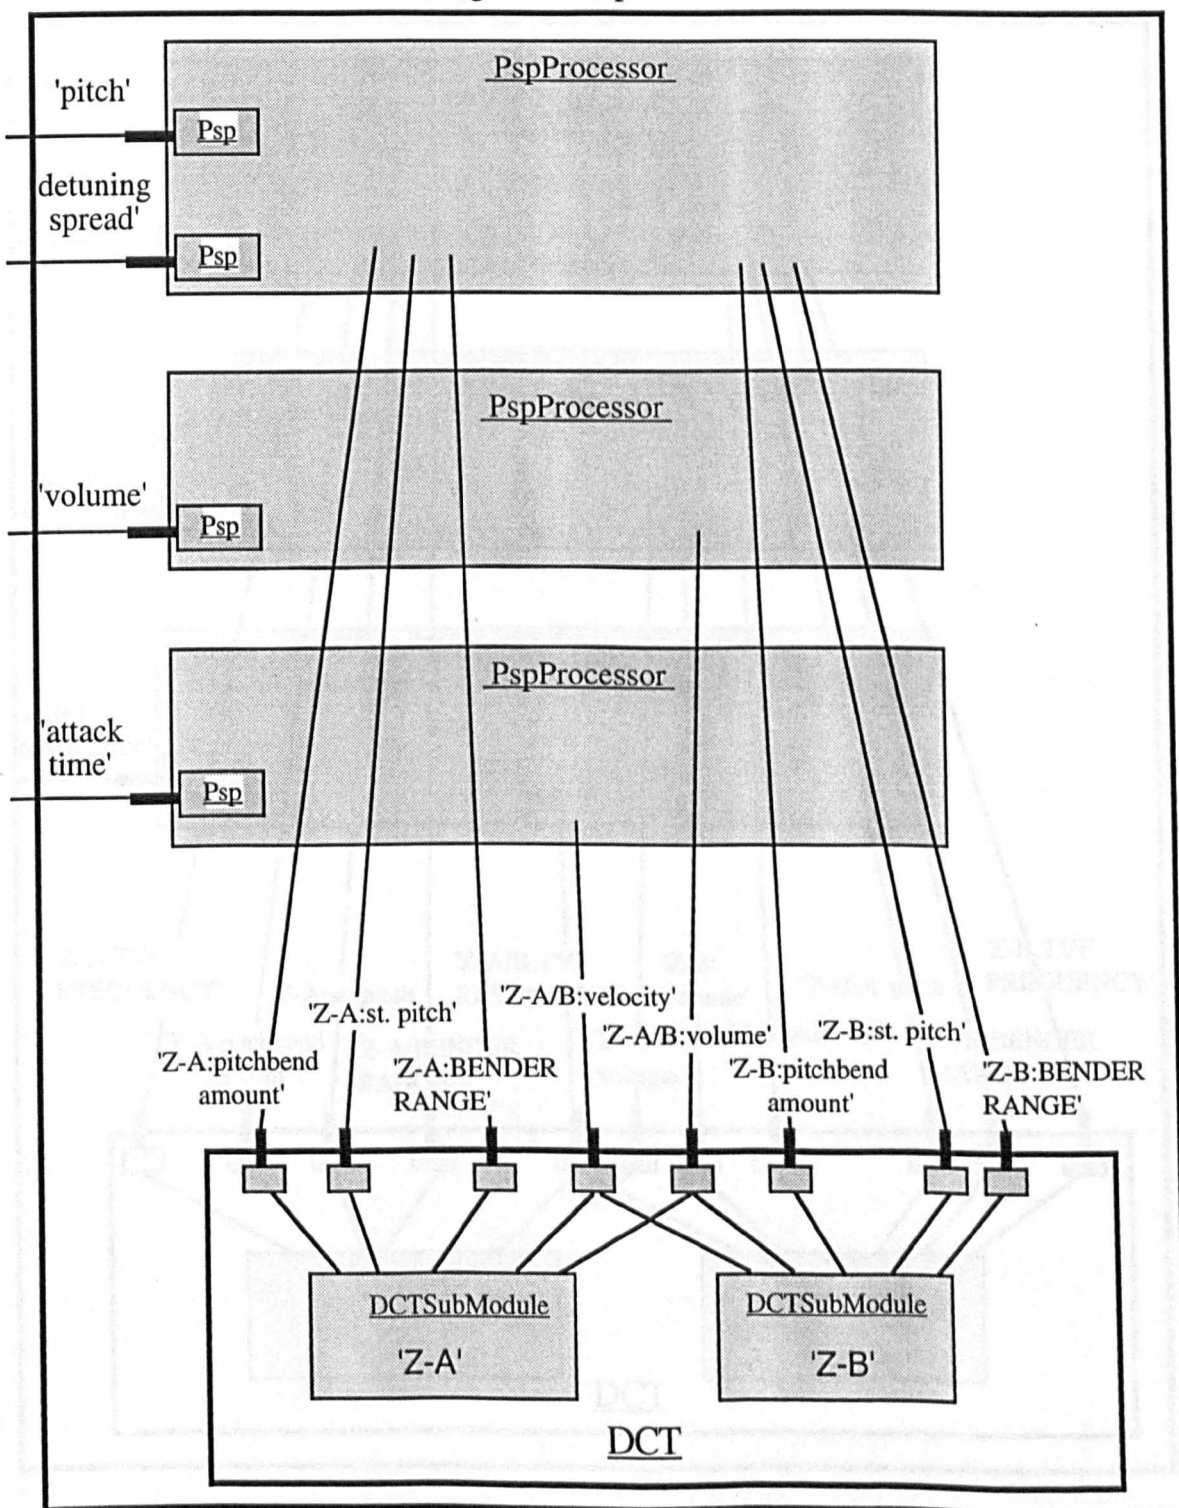 PspProcessor
'pitch'
Psp
detuning
spread'
Psp
PspProcessor
'volume'
Psp
PspProcessor
'attack
time'
Psp
'Z-A/B:velocity'
'Z-A:st. pitch'
'Z-A/B:volume'
'Z-B:st. pitch'
'Z-A:pitchbend
amount'
'Z-A:BENDER
RANGE'
'Z-B:pitchbend
amount'
'Z-B:BENDER
RANGE'
DCTSubModule
'Z-A'
DCTSubModule
'Z-B'
DCT